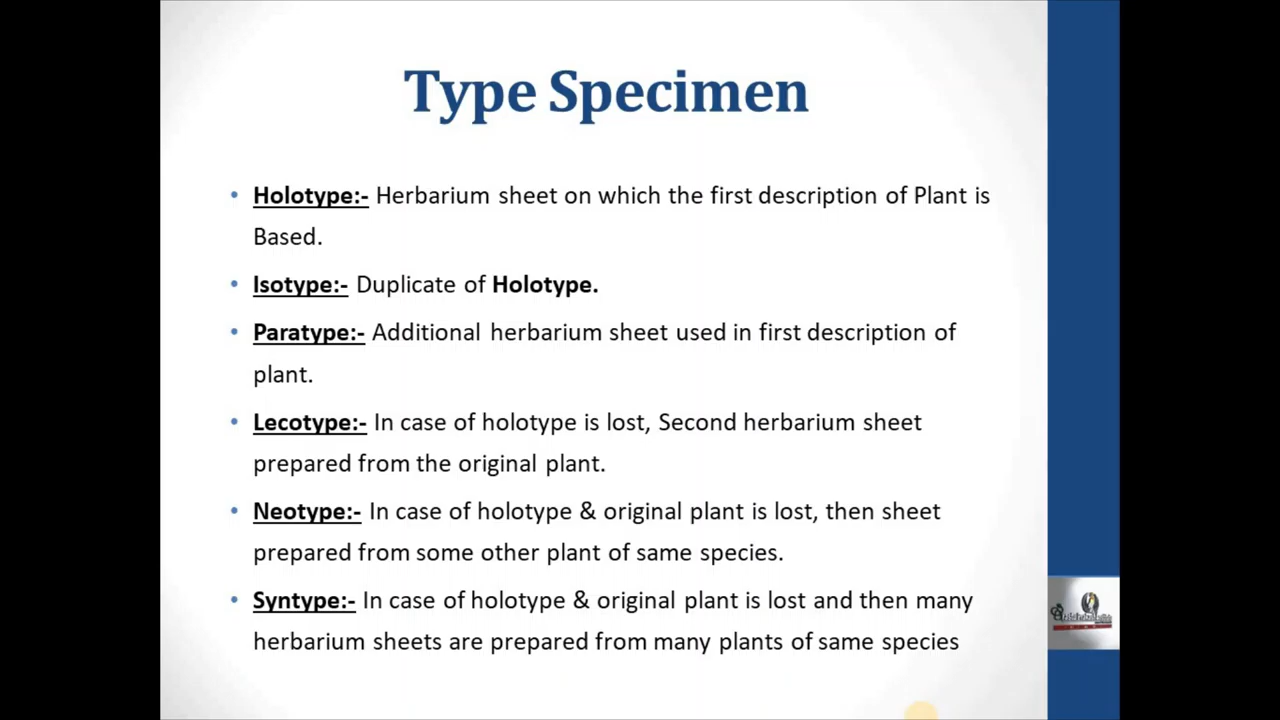 Type Specimen
• Holotype:- Herbarium sheet on which the first description of Plant is
Based.
• Isotype:- Duplicate of Holotype.
• Paratype:- Additional herbarium sheet used in first description of
plant.
• Lecotype:- In case of holotype is lost, Second herbarium sheet
prepared from the original plant.
• Neotype:- In case of holotype & original plant is lost, then sheet
prepared from some other plant of same species.
• Syntype:- In case of holotype & original plant is lost and then many
herbarium sheets are prepared from many plants of same species